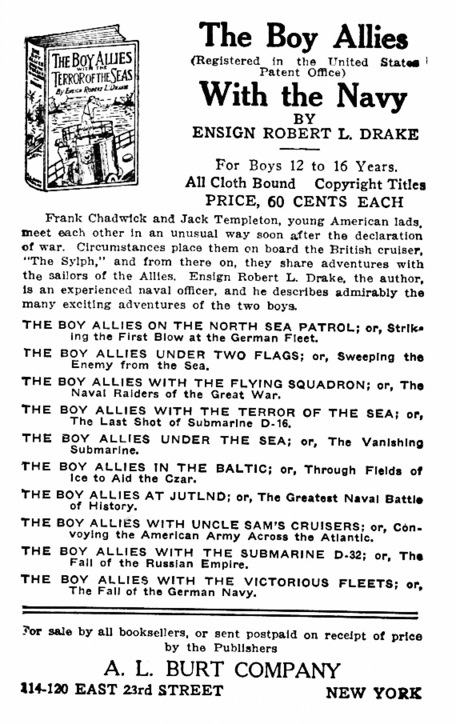 THE BOY ALLIES
WITH THE
TERROR OF THE SEAS
By Ensign Robert L. Drake
The Boy Allies
(Registered in the United States
Patent Office)
With the Navy
BY
ENSIGN ROBERT L. DRAKE
For Boys 12 to 16 Years.
All Cloth Bound Copyright Titles
PRICE, 60 CENTS EACH
Frank Chadwick and Jack Templeton, young American lads,
meet each other in an unusual way soon after the declaration
of war. Circumstances place them on board the British cruiser,
"The Sylph," and from there on, they share adventures with
the sailors of the Allies. Ensign Robert L. Drake, the author,
is an experienced naval officer, and he describes admirably the
many exciting adventures of the two boys.
THE BOY ALLIES ON THE NORTH SEA PATROL; or, Strik-
ing the First Blow at the German Fleet.
THE BOY ALLIES UNDER TWO FLAGS; or, Sweeping the
Enemy from the Sea.
THE BOY ALLIES WITH THE FLYING SQUADRON; or, The
Naval Raiders of the Great War.
THE BOY ALLIES WITH THE TERROR OF THE SEA; or,
The Last Shot of Submarine D-16.
THE BOY ALLIES UNDER THE SEA; or, The Vanishing
Submarine.
THE BOY ALLIES IN THE BALTIC; or, Through Fields of
Ice to Aid the Czar.
THE BOY ALLIES AT JUTLND; or, The Greatest Naval Battle
of History.
THE BOY ALLIES WITH UNCLE SAM'S CRUISERS; or, Con-
voying the American Army Across the Atlantic.
THE BOY ALLIES WITH THE SUBMARINE D-32; or, The
Fall of the Russian Empire.
THE BOY ALLIES WITH THE VICTORIOUS FLEETS; or,
The Fall of the German Navy.
For sale by all booksellers, or sent postpaid on receipt of price
by the Publishers
A. L. BURT COMPANY
114-120 EAST 23rd STREET NEW YORK